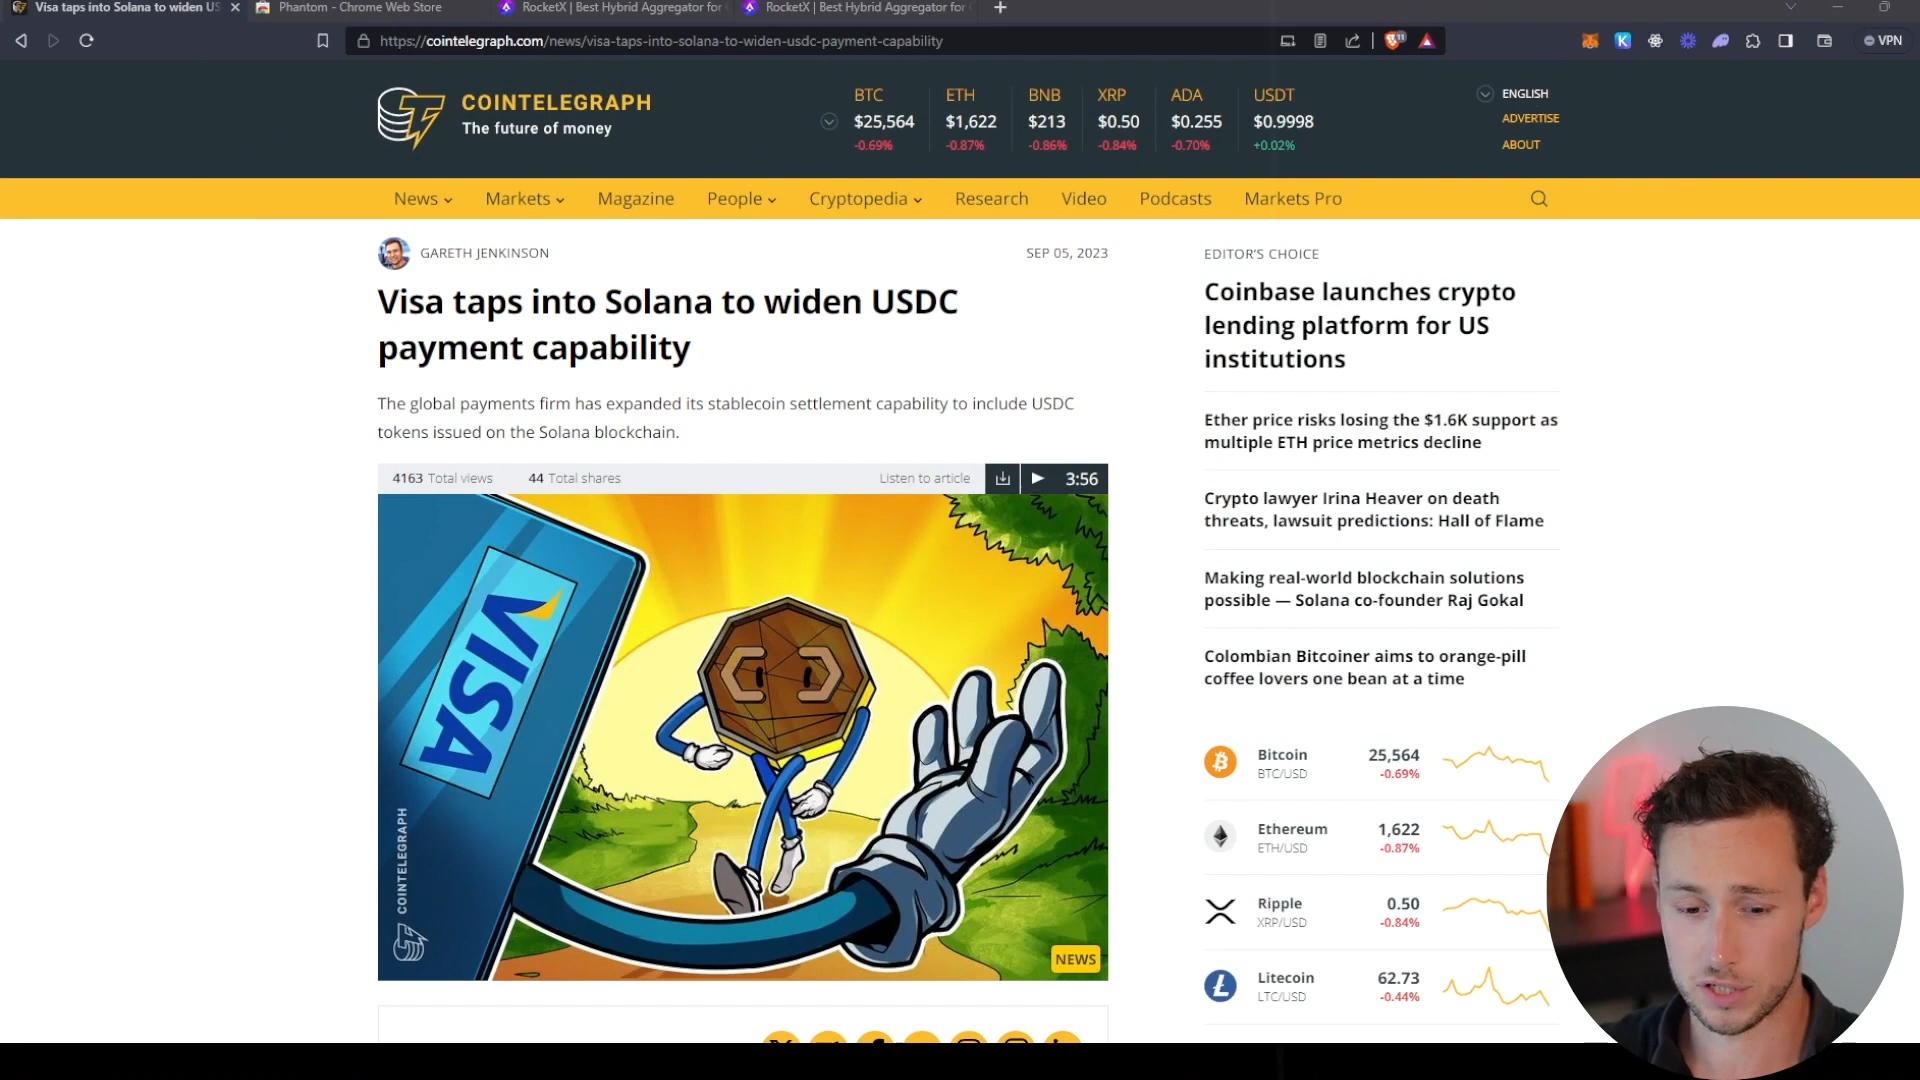 Visa taps into Solana to widen US
Phantom - Chrome Web Store
RocketX | Best Hybrid Aggregator for
RocketX | Best Hybrid Aggregator for
https://cointelegraph.com/news/visa-taps-into-solana-to-widen-usdc-payment-capability
11
VPN
COINTELEGRAPH
The future of money
BTC
$25,564
-0.69%
ETH
$1,622
-0.87%
BNB
$213
-0.86%
XRP
$0.50
-0.84%
ADA
$0.255
-0.70%
USDT
$0.9998
+0.02%
ENGLISH
ADVERTISE
ABOUT
News
Markets
Magazine
People
Cryptopedia
Research
Video
Podcasts
Markets Pro
GARETH JENKINSON
SEP 05, 2023
Visa taps into Solana to widen USDC
payment capability
The global payments firm has expanded its stablecoin settlement capability to include USDC
tokens issued on the Solana blockchain.
4163 Total views
44 Total shares
Listen to article
3:56
VISA
COINTELEGRAPH
NEWS
EDITOR'S CHOICE
Coinbase launches crypto
lending platform for US
institutions
Ether price risks losing the $1.6K support as
multiple ETH price metrics decline
Crypto lawyer Irina Heaver on death
threats, lawsuit predictions: Hall of Flame
Making real-world blockchain solutions
possible — Solana co-founder Raj Gokal
Colombian Bitcoiner aims to orange-pill
coffee lovers one bean at a time
Bitcoin
BTC/USD
25,564
-0.69%
Ethereum
ETH/USD
1,622
-0.87%
Ripple
XRP/USD
0.50
-0.84%
Litecoin
LTC/USD
62.73
-0.44%